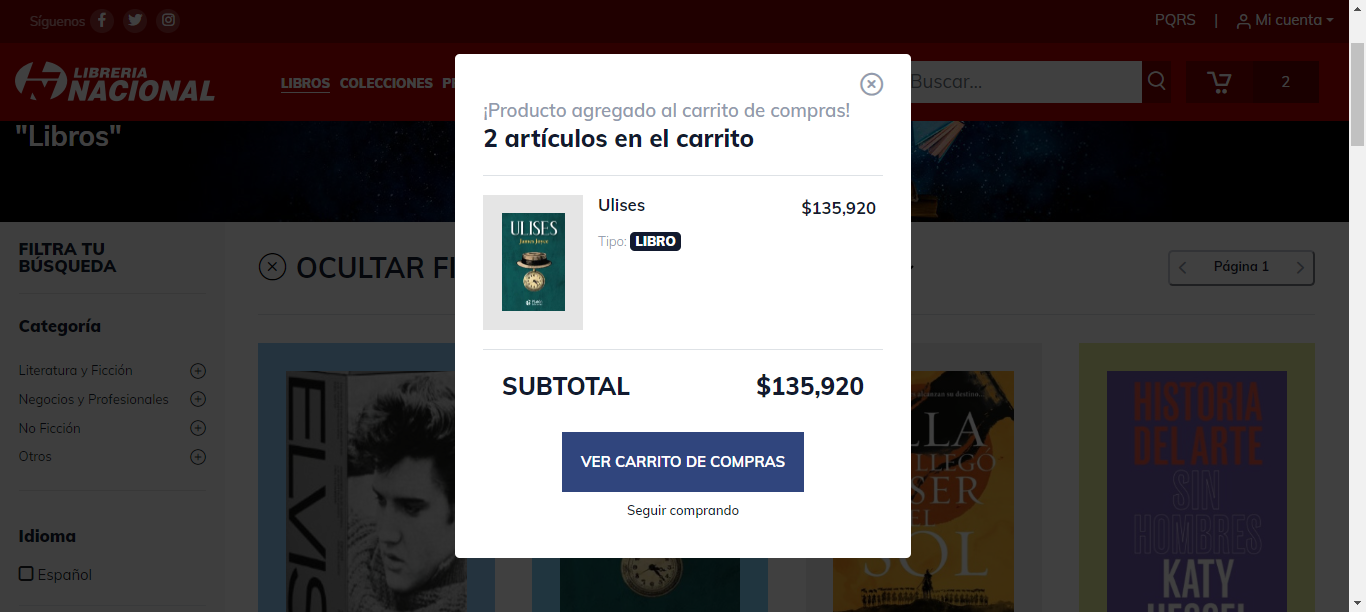 Síguenos
PQRS | Mi cuenta
LIBRERIA
NACIONAL
LIBROS COLECCIONES
Buscar...
2
"Libros"
¡Producto agregado al carrito de compras!
2 artículos en el carrito
ULISES
James Joyce
Ulises
$135,920
Tipo: LIBRO
SUBTOTAL $135,920
VER CARRITO DE COMPRAS
Seguir comprando
FILTRA TU
BÚSQUEDA
Categoría
Literatura y Ficción
Negocios y Profesionales
No Ficción
Otros
Idioma
Español
OCULTAR
Página 1
ELVIS
LLEGÓ
SER
EL
SOL
HISTORIA
DEL ARTE
SIN
HOMBRES
KATY